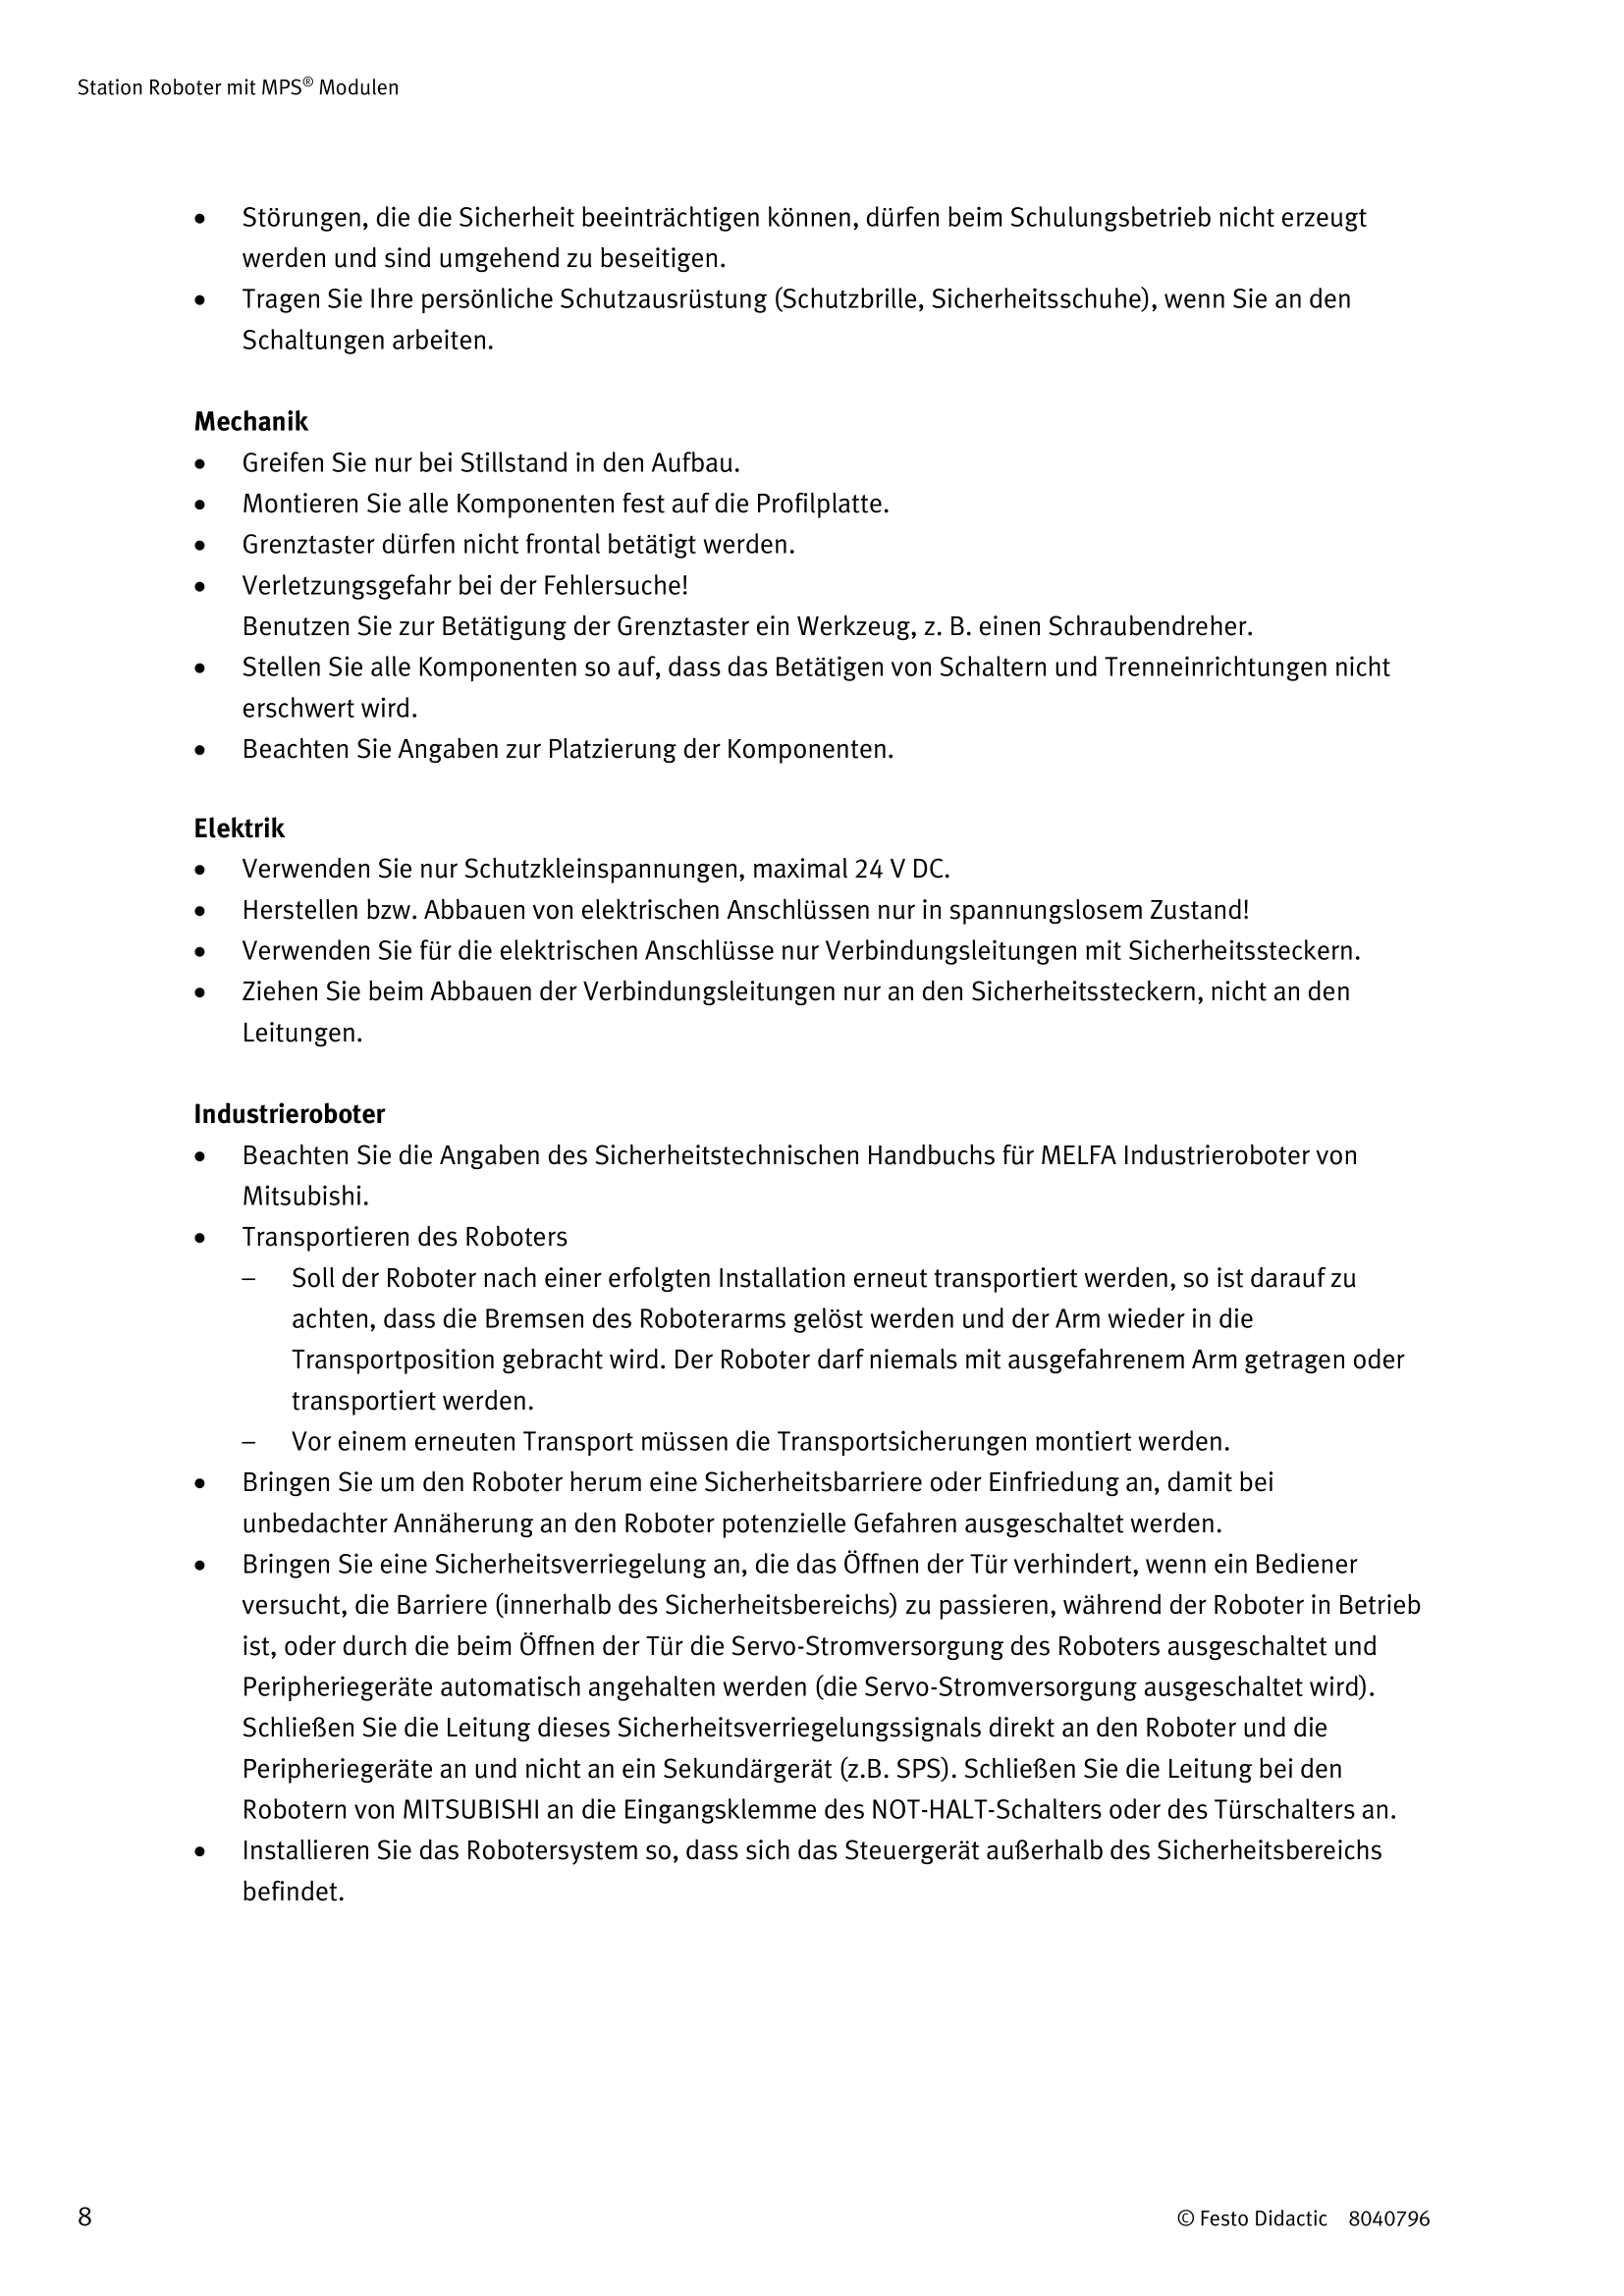 Station Roboter mit MPS® Modulen
• Störungen, die die Sicherheit beeinträchtigen können, dürfen beim Schulungsbetrieb nicht erzeugt
werden und sind umgehend zu beseitigen.
• Tragen Sie Ihre persönliche Schutzausrüstung (Schutzbrille, Sicherheitsschuhe), wenn Sie an den
Schaltungen arbeiten.
Mechanik
• Greifen Sie nur bei Stillstand in den Aufbau.
• Montieren Sie alle Komponenten fest auf die Profilplatte.
• Grenztaster dürfen nicht frontal betätigt werden.
• Verletzungsgefahr bei der Fehlersuche!
Benutzen Sie zur Betätigung der Grenztaster ein Werkzeug, z. B. einen Schraubendreher.
• Stellen Sie alle Komponenten so auf, dass das Betätigen von Schaltern und Trenneinrichtungen nicht
erschwert wird.
• Beachten Sie Angaben zur Platzierung der Komponenten.
Elektrik
• Verwenden Sie nur Schutzkleinspannungen, maximal 24 V DC.
• Herstellen bzw. Abbauen von elektrischen Anschlüssen nur in spannungslosem Zustand!
• Verwenden Sie für die elektrischen Anschlüsse nur Verbindungsleitungen mit Sicherheitssteckern.
• Ziehen Sie beim Abbauen der Verbindungsleitungen nur an den Sicherheitssteckern, nicht an den
Leitungen.
Industrieroboter
• Beachten Sie die Angaben des Sicherheitstechnischen Handbuchs für MELFA Industrieroboter von
Mitsubishi.
• Transportieren des Roboters
– Soll der Roboter nach einer erfolgten Installation erneut transportiert werden, so ist darauf zu
achten, dass die Bremsen des Roboterarms gelöst werden und der Arm wieder in die
Transportposition gebracht wird. Der Roboter darf niemals mit ausgefahrenem Arm getragen oder
transportiert werden.
– Vor einem erneuten Transport müssen die Transportsicherungen montiert werden.
• Bringen Sie um den Roboter herum eine Sicherheitsbarriere oder Einfriedung an, damit bei
unbedachter Annäherung an den Roboter potenzielle Gefahren ausgeschaltet werden.
• Bringen Sie eine Sicherheitsverriegelung an, die das Öffnen der Tür verhindert, wenn ein Bediener
versucht, die Barriere (innerhalb des Sicherheitsbereichs) zu passieren, während der Roboter in Betrieb
ist, oder durch die beim Öffnen der Tür die Servo-Stromversorgung des Roboters ausgeschaltet und
Peripheriegeräte automatisch angehalten werden (die Servo-Stromversorgung ausgeschaltet wird).
Schließen Sie die Leitung dieses Sicherheitsverriegelungssignals direkt an den Roboter und die
Peripheriegeräte an und nicht an ein Sekundärgerät (z.B. SPS). Schließen Sie die Leitung bei den
Robotern von MITSUBISHI an die Eingangsklemme des NOT-HALT-Schalters oder des Türschalters an.
• Installieren Sie das Robotersystem so, dass sich das Steuergerät außerhalb des Sicherheitsbereichs
befindet.
8 © Festo Didactic 8040796